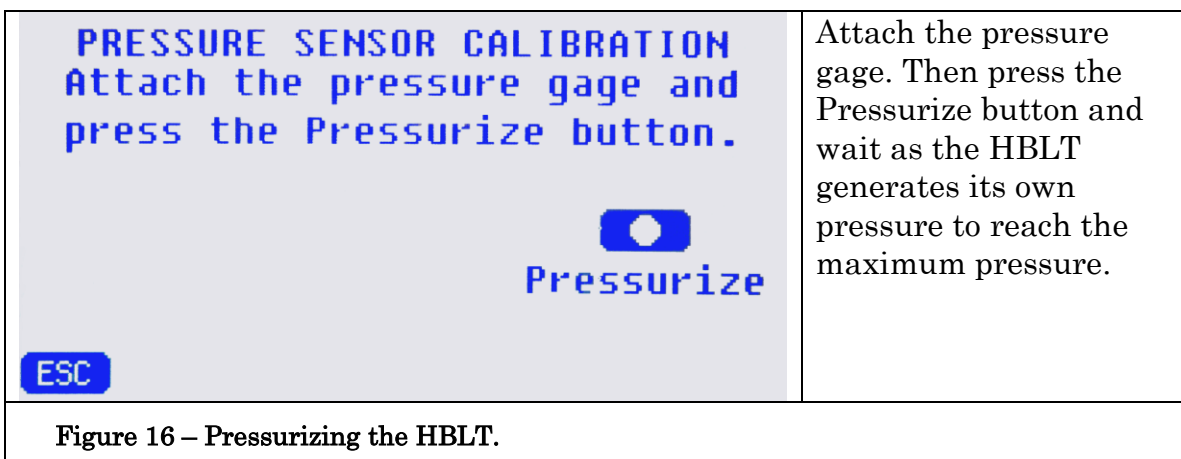 PRESSURE SENSOR CALIBRATION
Attach the pressure gage and
press the Pressurize button.
Pressurize
ESC
Attach the pressure
gage. Then press the
Pressurize button and
wait as the HBLT
generates its own
pressure to reach the
maximum pressure.
Figure 16 – Pressurizing the HBLT.